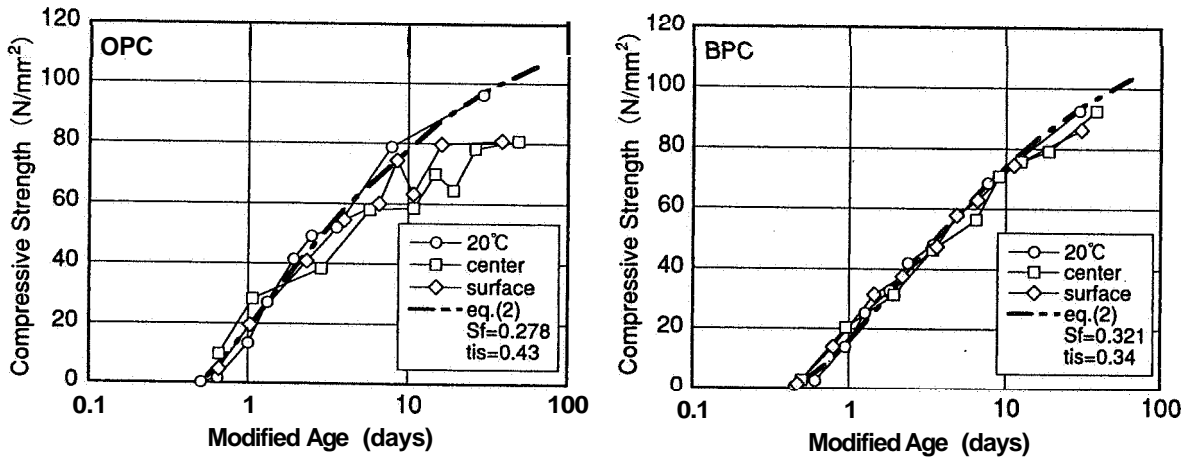 OPC
Compressive Strength (N/mm²)
120
100
80
60
40
20
0
20℃
center
surface
eq.(2)
Sf=0.278
tis=0.43
0.1 1 10 100
Modified Age (days)
BPC
Compressive Strength (N/mm²)
120
100
80
60
40
20
0
20℃
center
surface
eq.(2)
Sf=0.321
tis=0.34
0.1 1 10 100
Modified Age (days)